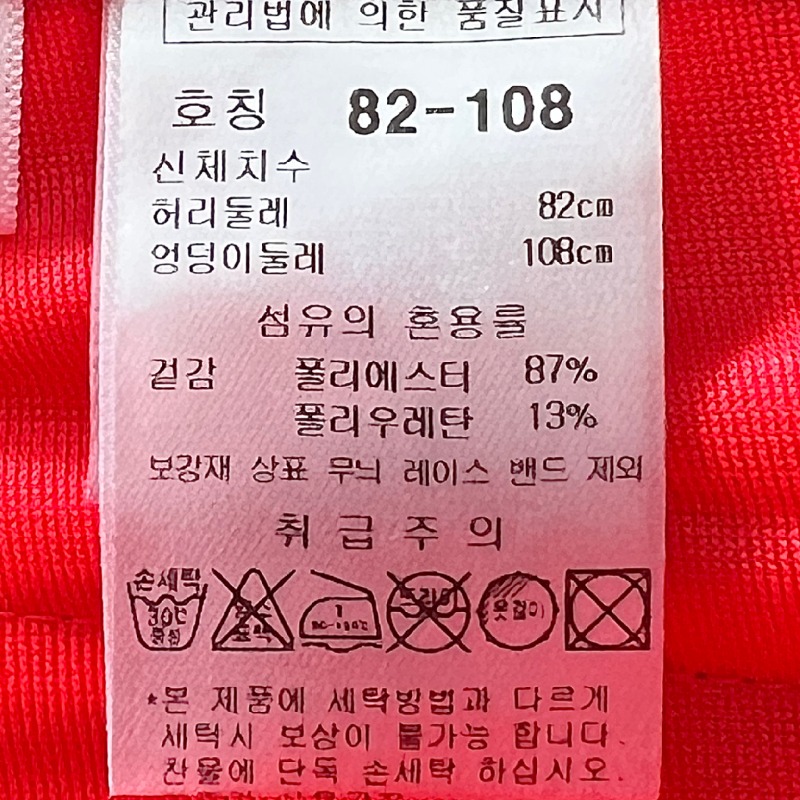 관리법에 의한 품질표시
호칭 82-108
신체치수
허리둘레 82cm
엉덩이둘레 108cm
섬유의 혼용률
겉감 폴리에스터 87%
폴리우레탄 13%
보강재 상표 무늬 레이스 밴드 제외
취급주의
손세탁
30℃ 중성 1 옷걸이
*본 제품에 세탁방법과 다르게
세탁시 보상이 불가능 합니다.
찬물에 단독 손세탁 하십시오.